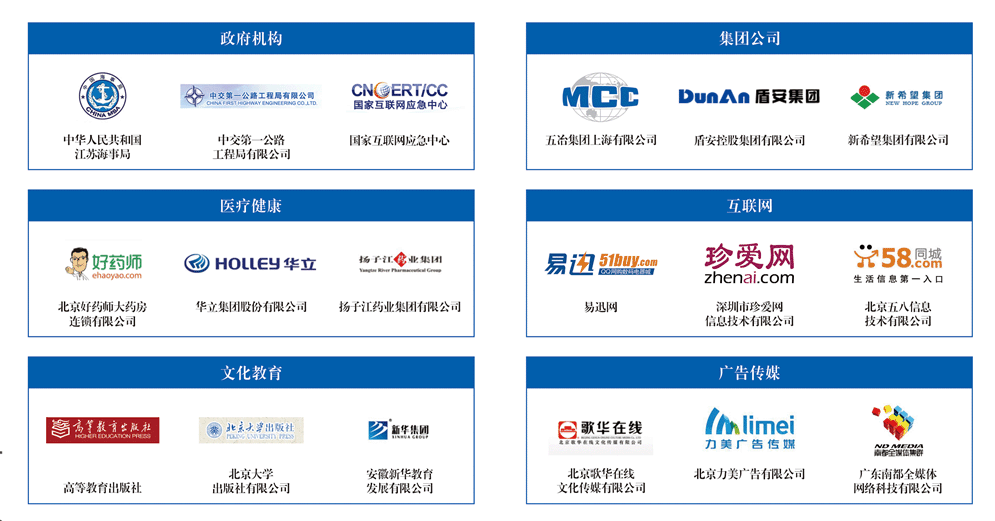 政府机构
CHINA MSA
中交第一公路工程局有限公司
CHINA FIRST HIGHWAY ENGINEERING CO.,LTD.
CNCERT/CC
国家互联网应急中心
中华人民共和国
江苏海事局
中交第一公路
工程局有限公司
国家互联网应急中心
集团公司
MCC
DunAn 盾安集团
新希望集团
NEW HOPE GROUP
五冶集团上海有限公司
盾安控股集团有限公司
新希望集团有限公司
医疗健康
好药师
ehaoyao.com
HOLLEY 华立
扬子江药业集团
Yangtze River Pharmaceutical Group
北京好药师大药房
连锁有限公司
华立集团股份有限公司
扬子江药业集团有限公司
互联网
易迅 51buy.com
QQ网购数码电器城
珍爱网
zhenai.com
58同城
.com
生活信息第一入口
易迅网
深圳市珍爱网
信息技术有限公司
北京五八信息
技术有限公司
文化教育
高等教育出版社
HIGHER EDUCATION PRESS
北京大学出版社
PEKING UNIVERSITY PRESS
新华集团
XINHUA GROUP
高等教育出版社
北京大学
出版社有限公司
安徽新华教育
发展有限公司
广告传媒
歌华在线
北京歌华在线文化传媒有限公司
limei
力美广告传媒
ND MEDIA
南都全媒体集群
北京歌华在线
文化传媒有限公司
北京力美广告有限公司
广东南都全媒体
网络科技有限公司